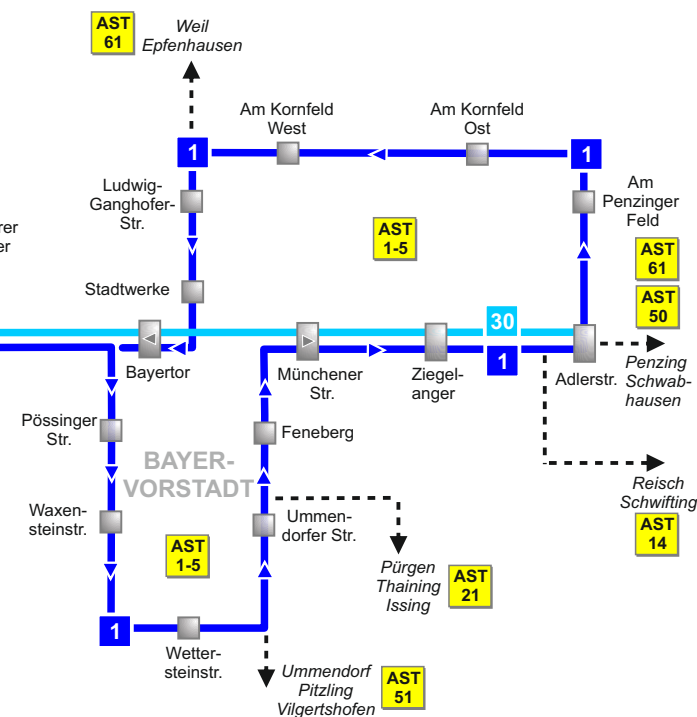 AST
61
Weil
Epfenhausen
Am Kornfeld
West
Am Kornfeld
Ost
1
1
Ludwig-
Ganghofer-
Str.
Am
Penzinger
Feld
AST
1-5
AST
61
AST
50
Stadtwerke
30
1
Bayertor
Münchener
Str.
Ziegel-
anger
Adlerstr.
Penzing
Schwab-
hausen
Pössinger
Str.
Feneberg
BAYER-
VORSTADT
Reisch
Schwifting
AST
14
Waxen-
steinstr.
Ummen-
dorfer Str.
AST
1-5
Pürgen
Thaining
Issing
AST
21
1
Wetter-
steinstr.
Ummendorf
Pitzling
Vilgertshofen
AST
51